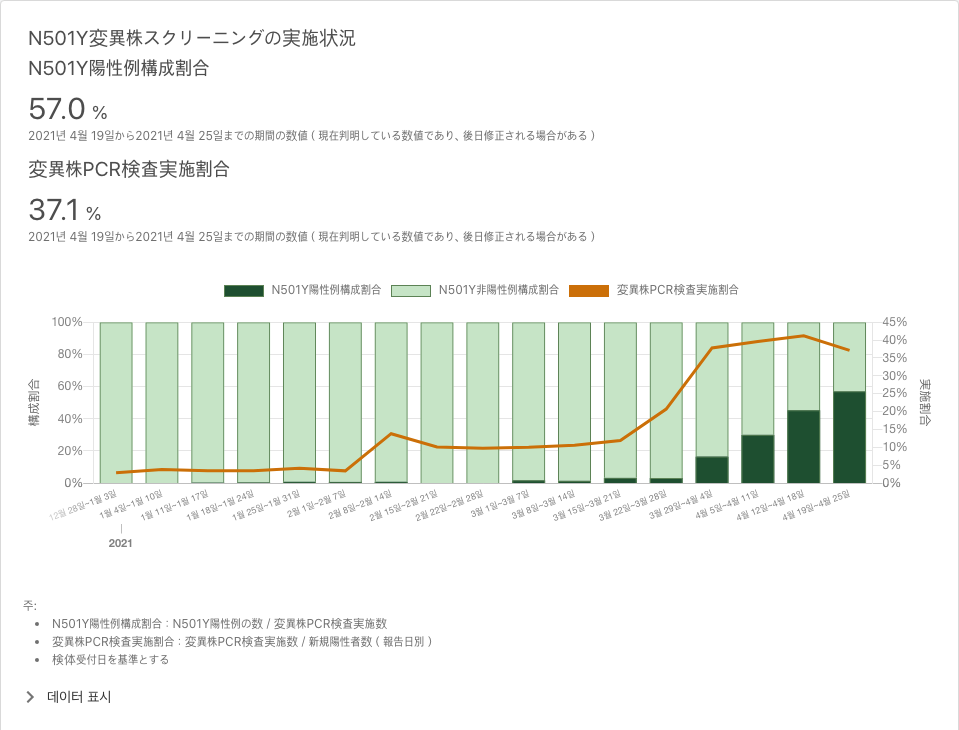 N501Y変異株スクリーニングの実施状況
N501Y陽性例構成割合
57.0 %
2021년 4월 19일から2021년 4월 25일までの期間の数値 ( 現在判明している数値であり、後日修正される場合がある )
変異株PCR検査実施割合
37.1 %
2021년 4월 19일から2021년 4월 25일までの期間の数値 ( 現在判明している数値であり、後日修正される場合がある )
N501Y陽性例構成割合 N501Y非陽性例構成割合 変異株PCR検査実施割合
100%
80%
60%
40%
20%
0%
構成割合
45%
40%
35%
30%
25%
20%
15%
10%
5%
0%
実施割合
12월 28일~1월 3일
1월 4일~1월 10일
1월 11일~1월 17일
1월 18일~1월 24일
1월 25일~1월 31일
2월 1일~2월 7일
2월 8일~2월 14일
2월 15일~2월 21일
2월 22일~2월 28일
3월 1일~3월 7일
3월 8일~3월 14일
3월 15일~3월 21일
3월 22일~3월 28일
3월 29일~4월 4일
4월 5일~4월 11일
4월 12일~4월 18일
4월 19일~4월 25일
2021
주:
• N501Y陽性例構成割合：N501Y陽性例の数 / 変異株PCR検査実施数
• 変異株PCR検査実施割合：変異株PCR検査実施数 / 新規陽性者数 ( 報告日別 )
• 検体受付日を基準とする
데이터 표시